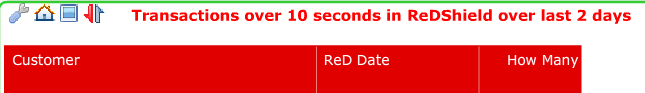 Transactions over 10 seconds in ReDShield over last 2 days
Customer ReD Date How Many